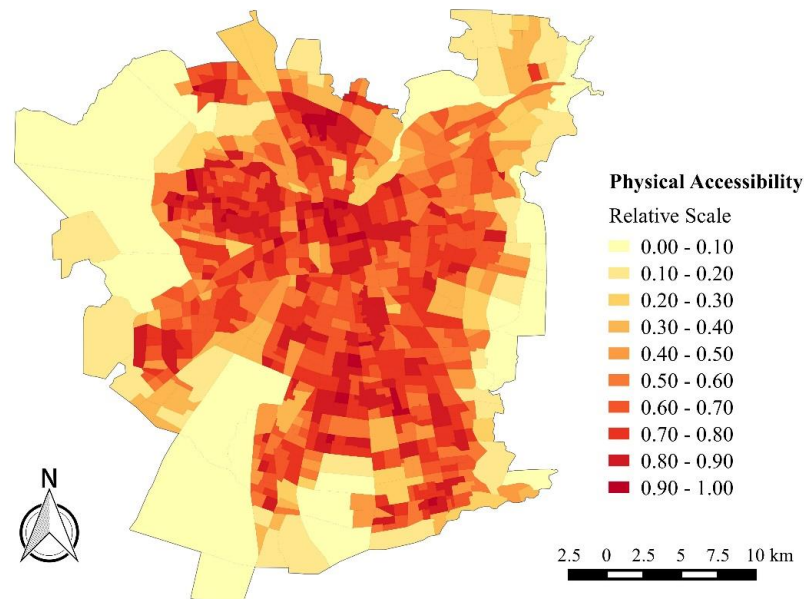 Physical Accessibility
Relative Scale
0.00 - 0.10
0.10 - 0.20
0.20 - 0.30
0.30 - 0.40
0.40 - 0.50
0.50 - 0.60
0.60 - 0.70
0.70 - 0.80
0.80 - 0.90
0.90 - 1.00
N
2.5 0 2.5 5 7.5 10 km